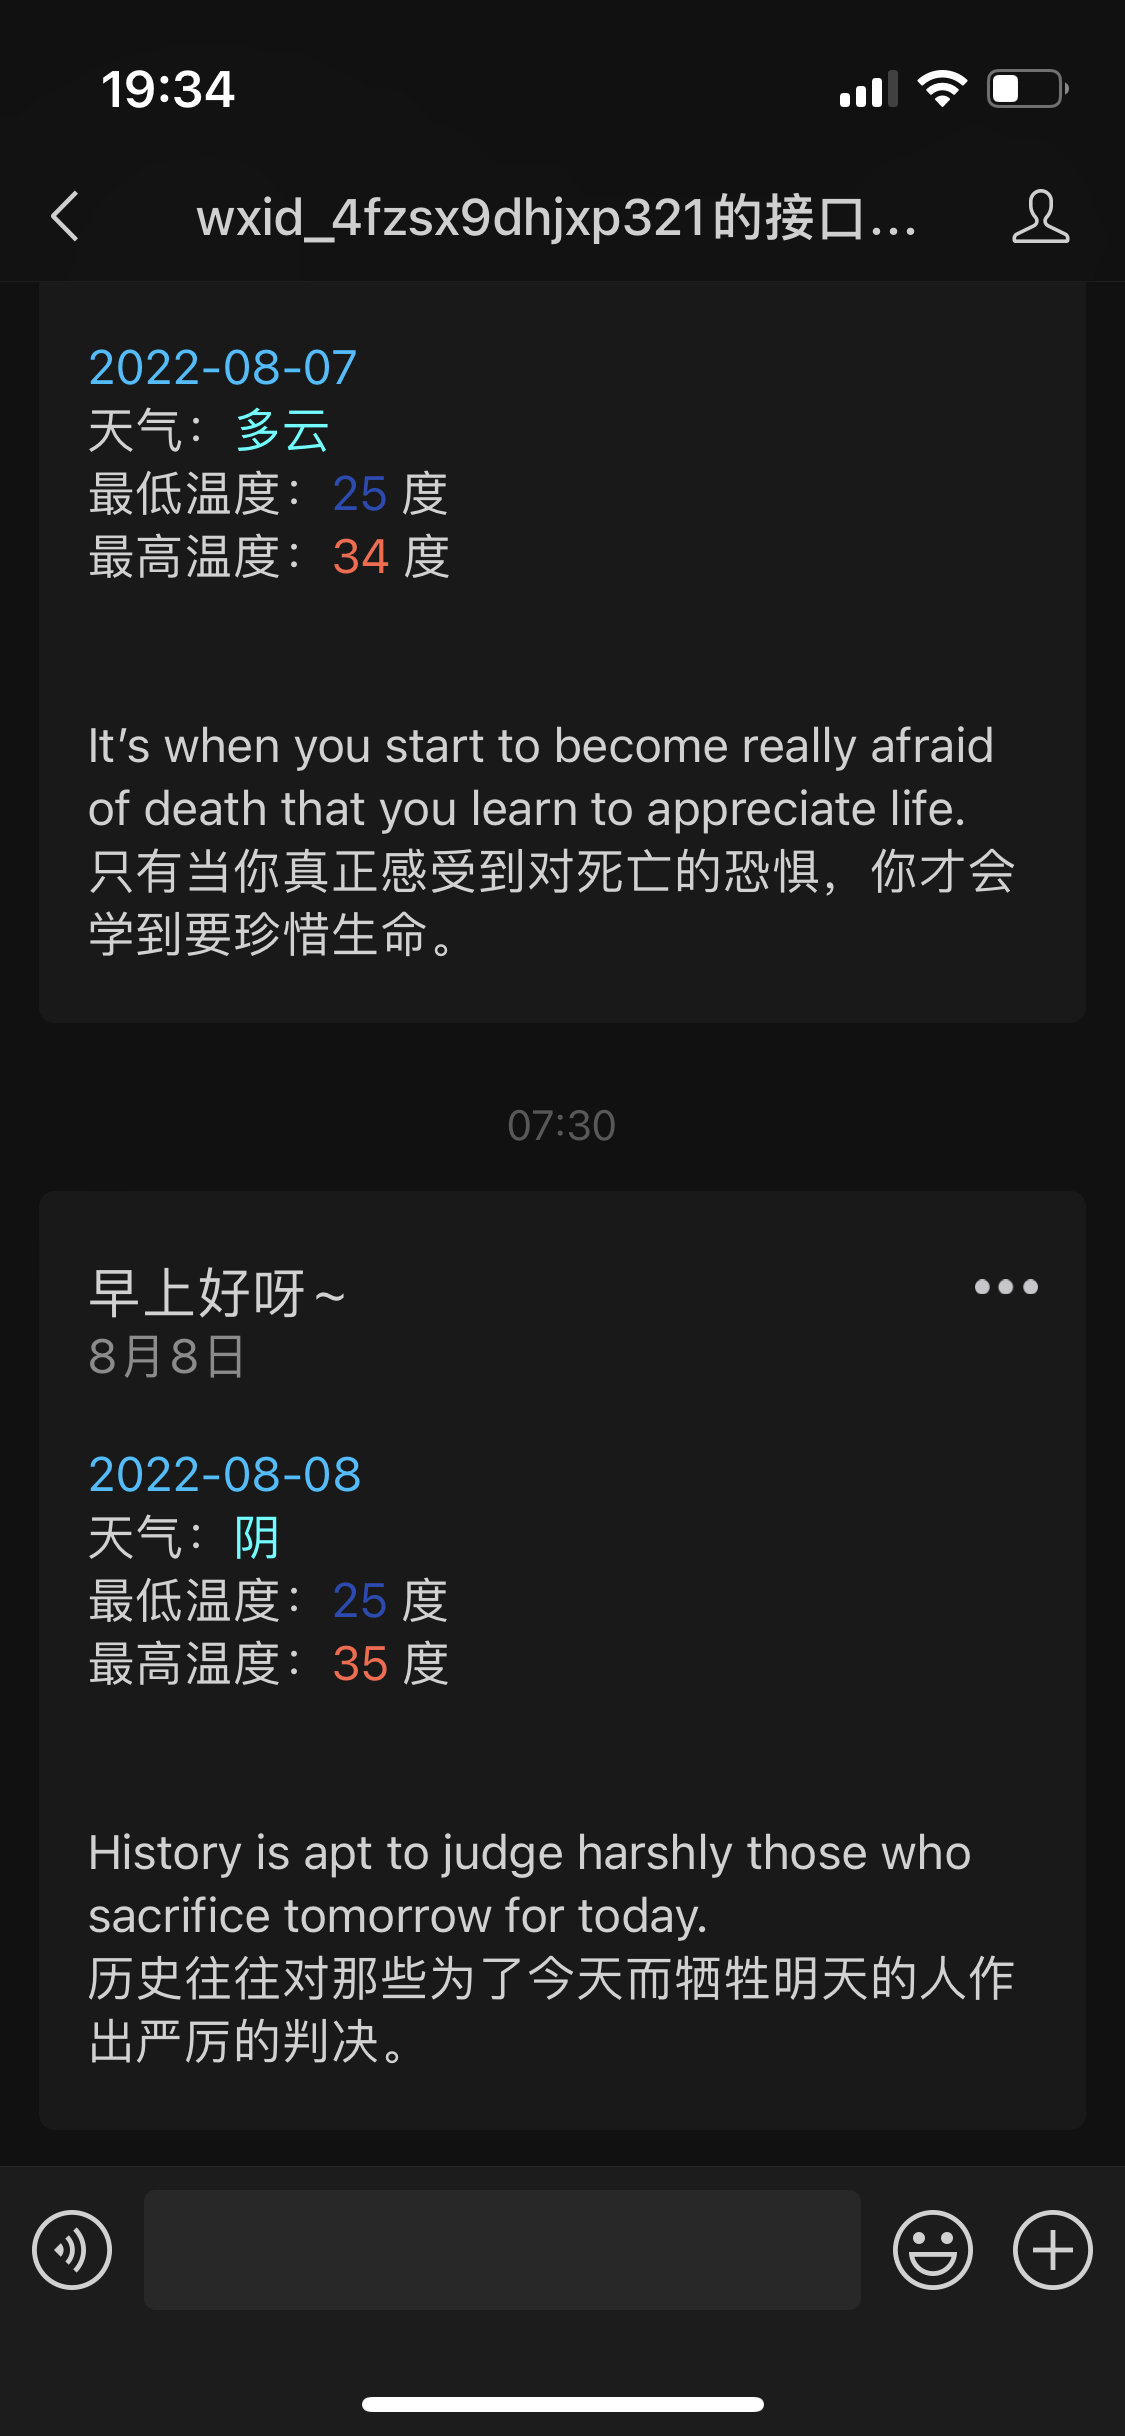 19:34
wxid_4fzsx9dhjxp321的接口...
2022-08-07
天气：多云
最低温度：25 度
最高温度：34 度
It’s when you start to become really afraid
of death that you learn to appreciate life.
只有当你真正感受到对死亡的恐惧，你才会
学到要珍惜生命。
07:30
早上好呀~
8月8日
2022-08-08
天气：阴
最低温度：25 度
最高温度：35 度
History is apt to judge harshly those who
sacrifice tomorrow for today.
历史往往对那些为了今天而牺牲明天的人作
出严厉的判决。